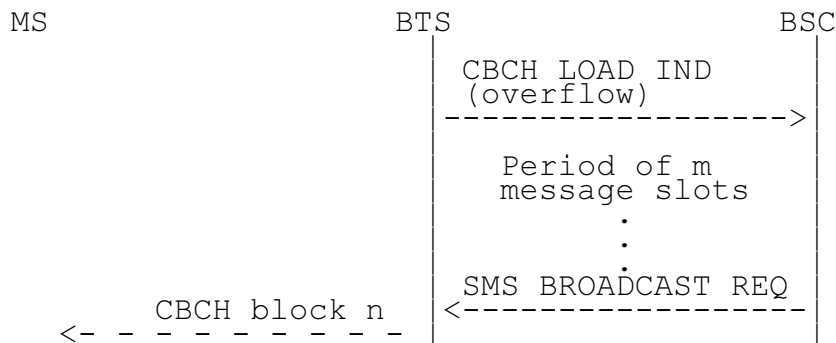 MS BTS BSC
CBCH LOAD IND
(overflow)
Period of m
message slots
.
.
.
SMS BROADCAST REQ
CBCH block n